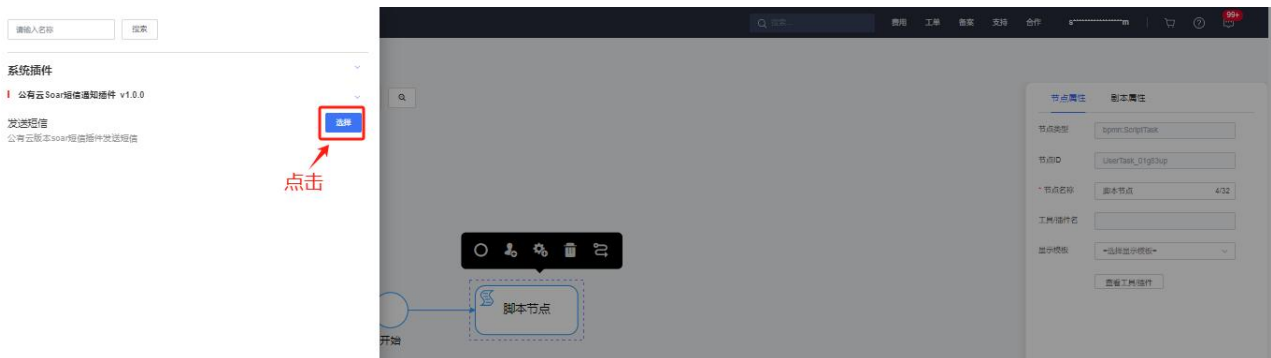 请输入名称
搜索
搜索...
费用
工单
备案
支持
合作
s****************m
99+
系统插件
公有云Soar短信通知插件 v1.0.0
发送短信
选择
公有云版本soar短信插件发送短信
点击
脚本节点
开始
节点属性
剧本属性
节点类型
bpmn:ScriptTask
节点ID
UserTask_01g53up
* 节点名称
脚本节点
4/32
工具/插件名
显示模板
=选择显示模板=
查看工具/插件